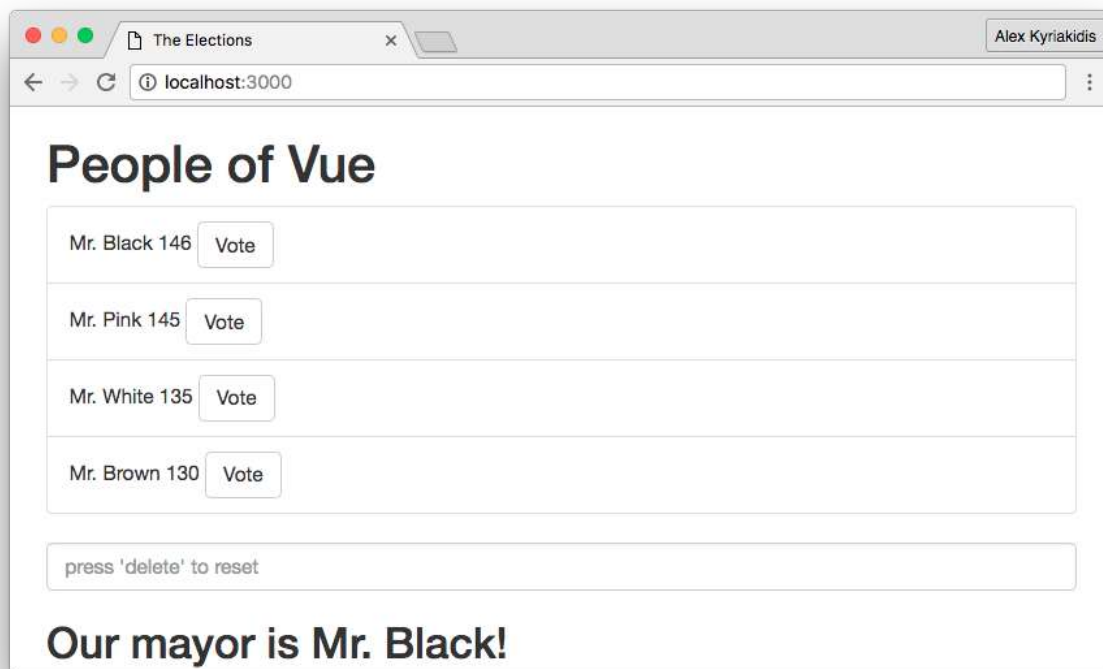 The Elections
Alex Kyriakidis
localhost:3000
People of Vue
Mr. Black 146 Vote
Mr. Pink 145 Vote
Mr. White 135 Vote
Mr. Brown 130 Vote
press 'delete' to reset
Our mayor is Mr. Black!